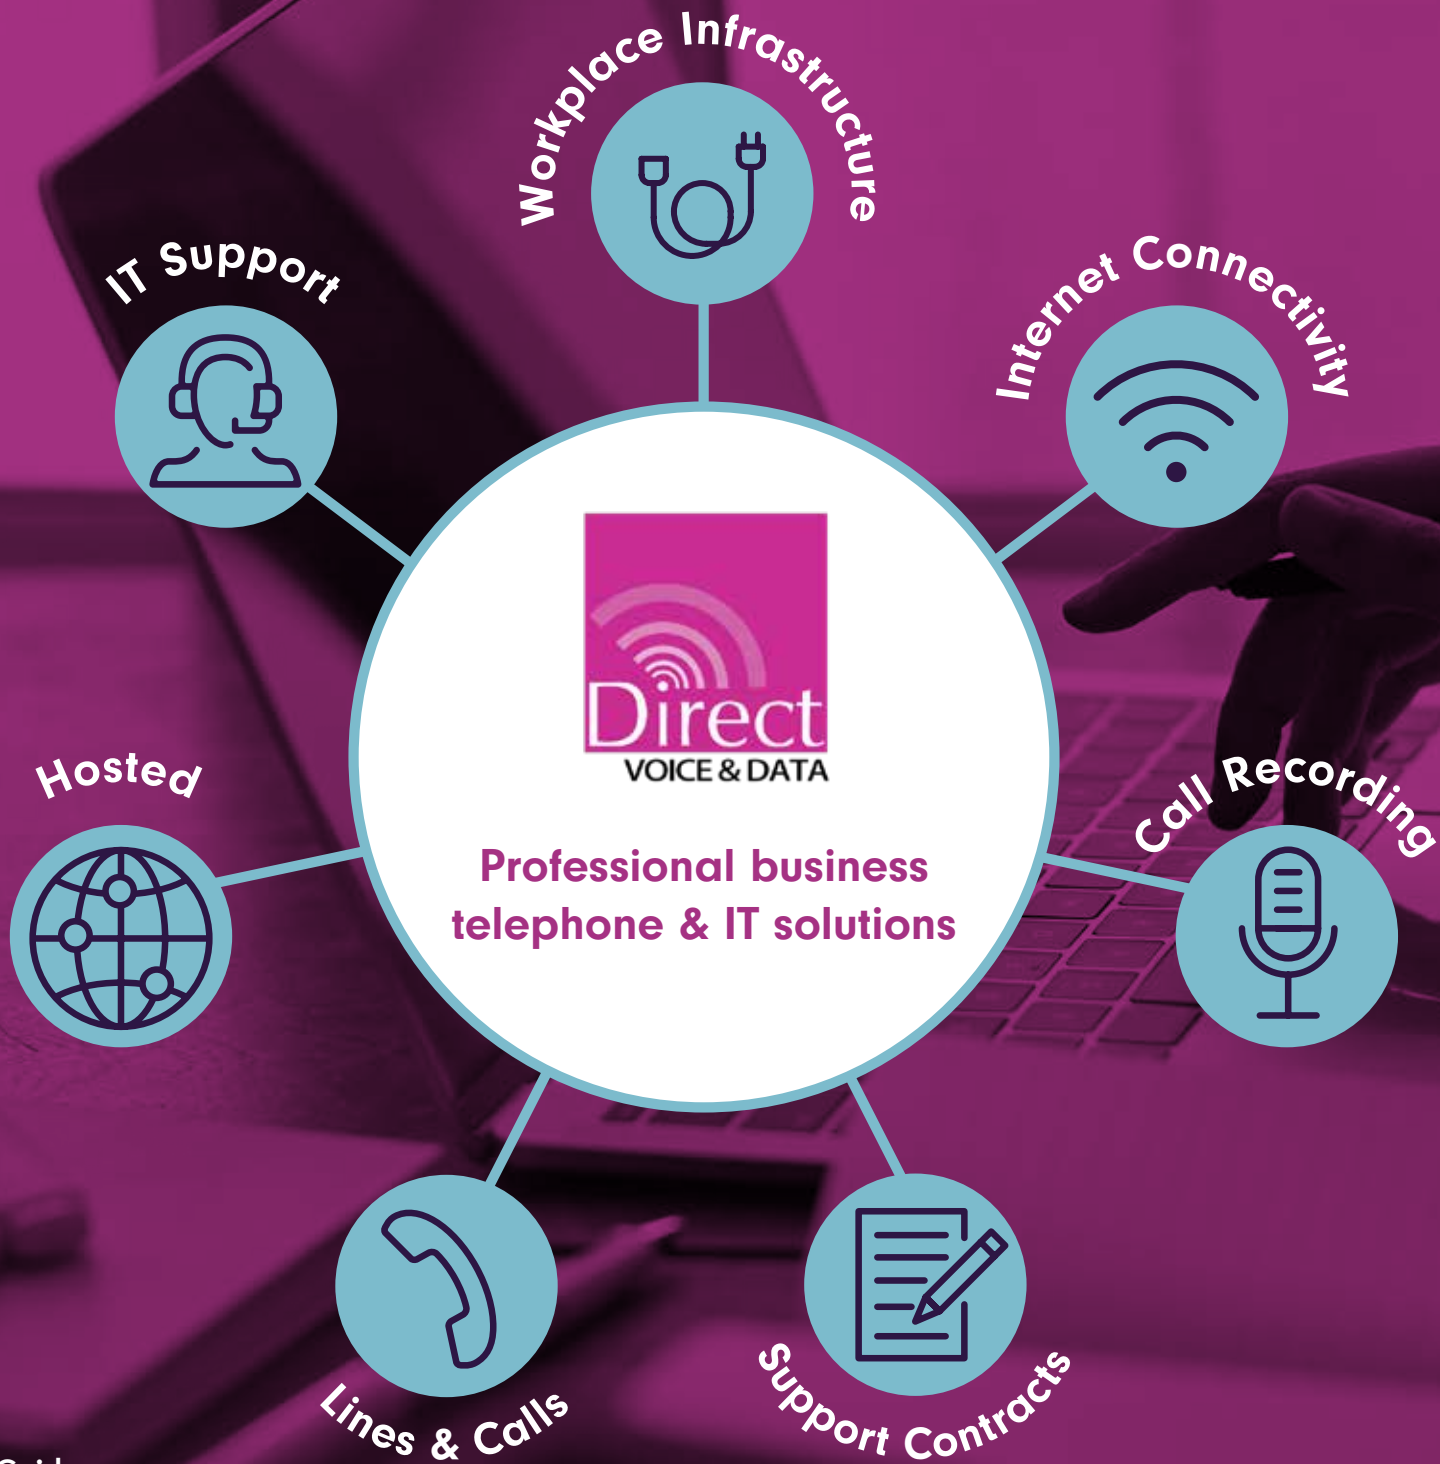 Workplace Infrastructure
IT Support
Internet Connectivity
Direct
VOICE & DATA
Professional business
telephone & IT solutions
Hosted
Call Recording
Lines & Calls
Support Contracts